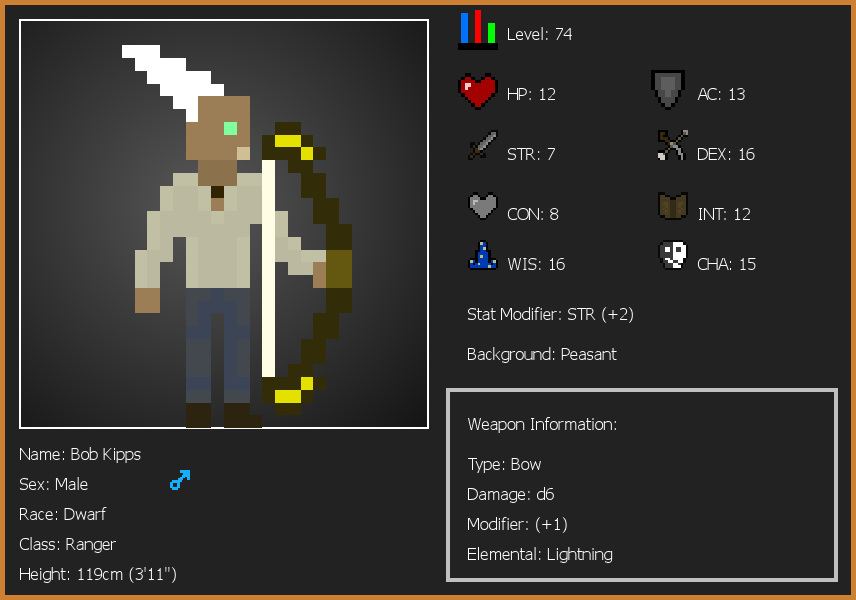 Level: 74
HP: 12
AC: 13
STR: 7
DEX: 16
CON: 8
INT: 12
WIS: 16
CHA: 15
Stat Modifier: STR (+2)
Background: Peasant
Weapon Information:
Type: Bow
Damage: d6
Modifier: (+1)
Elemental: Lightning
Name: Bob Kipps
Sex: Male
Race: Dwarf
Class: Ranger
Height: 119cm (3'11")